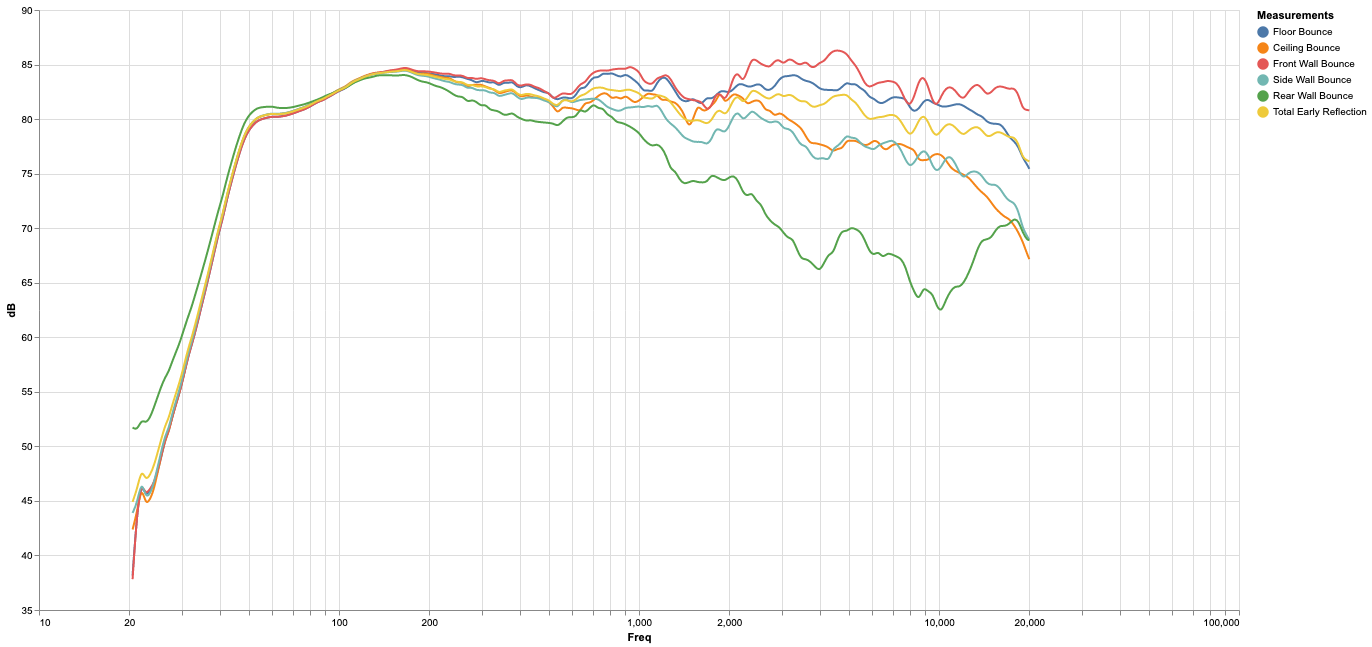 90
85
80
75
70
65
60
55
50
45
40
35
dB
10
20
100
200
1,000
2,000
10,000
20,000
100,000
Freq
Measurements
Floor Bounce
Ceiling Bounce
Front Wall Bounce
Side Wall Bounce
Rear Wall Bounce
Total Early Reflection